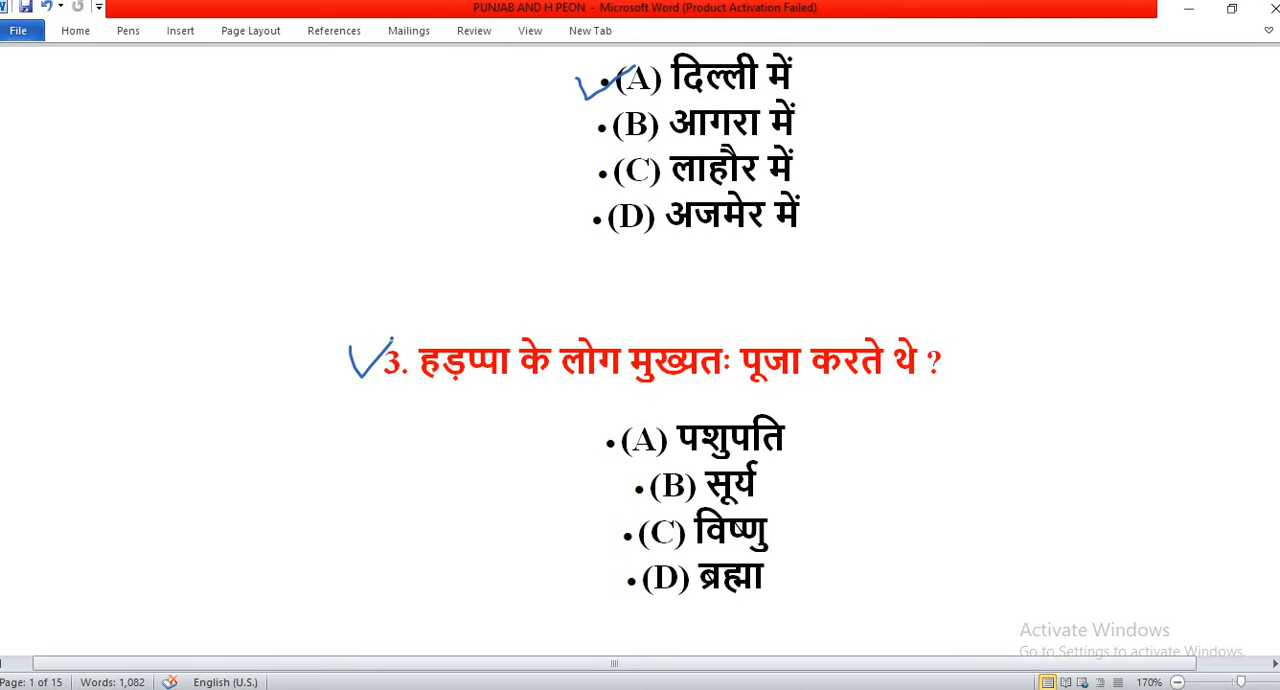 PUNJAB AND H PEON - Microsoft Word (Product Activation Failed)
File Home Pens Insert Page Layout References Mailings Review View New Tab
•(A) दिल्ली में
•(B) आगरा में
•(C) लाहौर में
•(D) अजमेर में
3. हड़प्पा के लोग मुख्यतः पूजा करते थे ?
•(A) पशुपति
•(B) सूर्य
•(C) विष्णु
•(D) ब्रह्मा
Activate Windows
Go to Settings to activate Windows.
Page: 1 of 15 Words: 1,082 English (U.S.) 170%